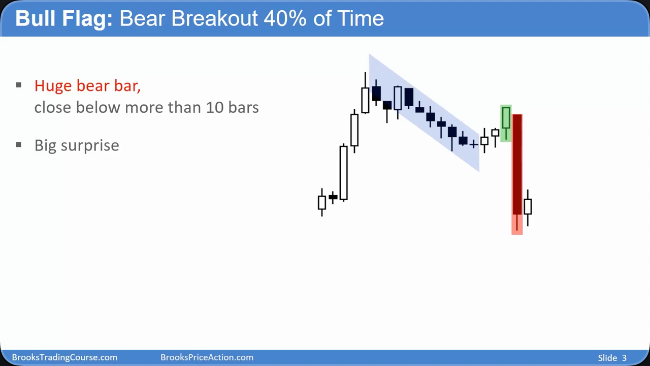 Bull Flag: Bear Breakout 40% of Time
Huge bear bar,
close below more than 10 bars
Big surprise
BrooksTradingCourse.com
BrooksPriceAction.com
Slide 3